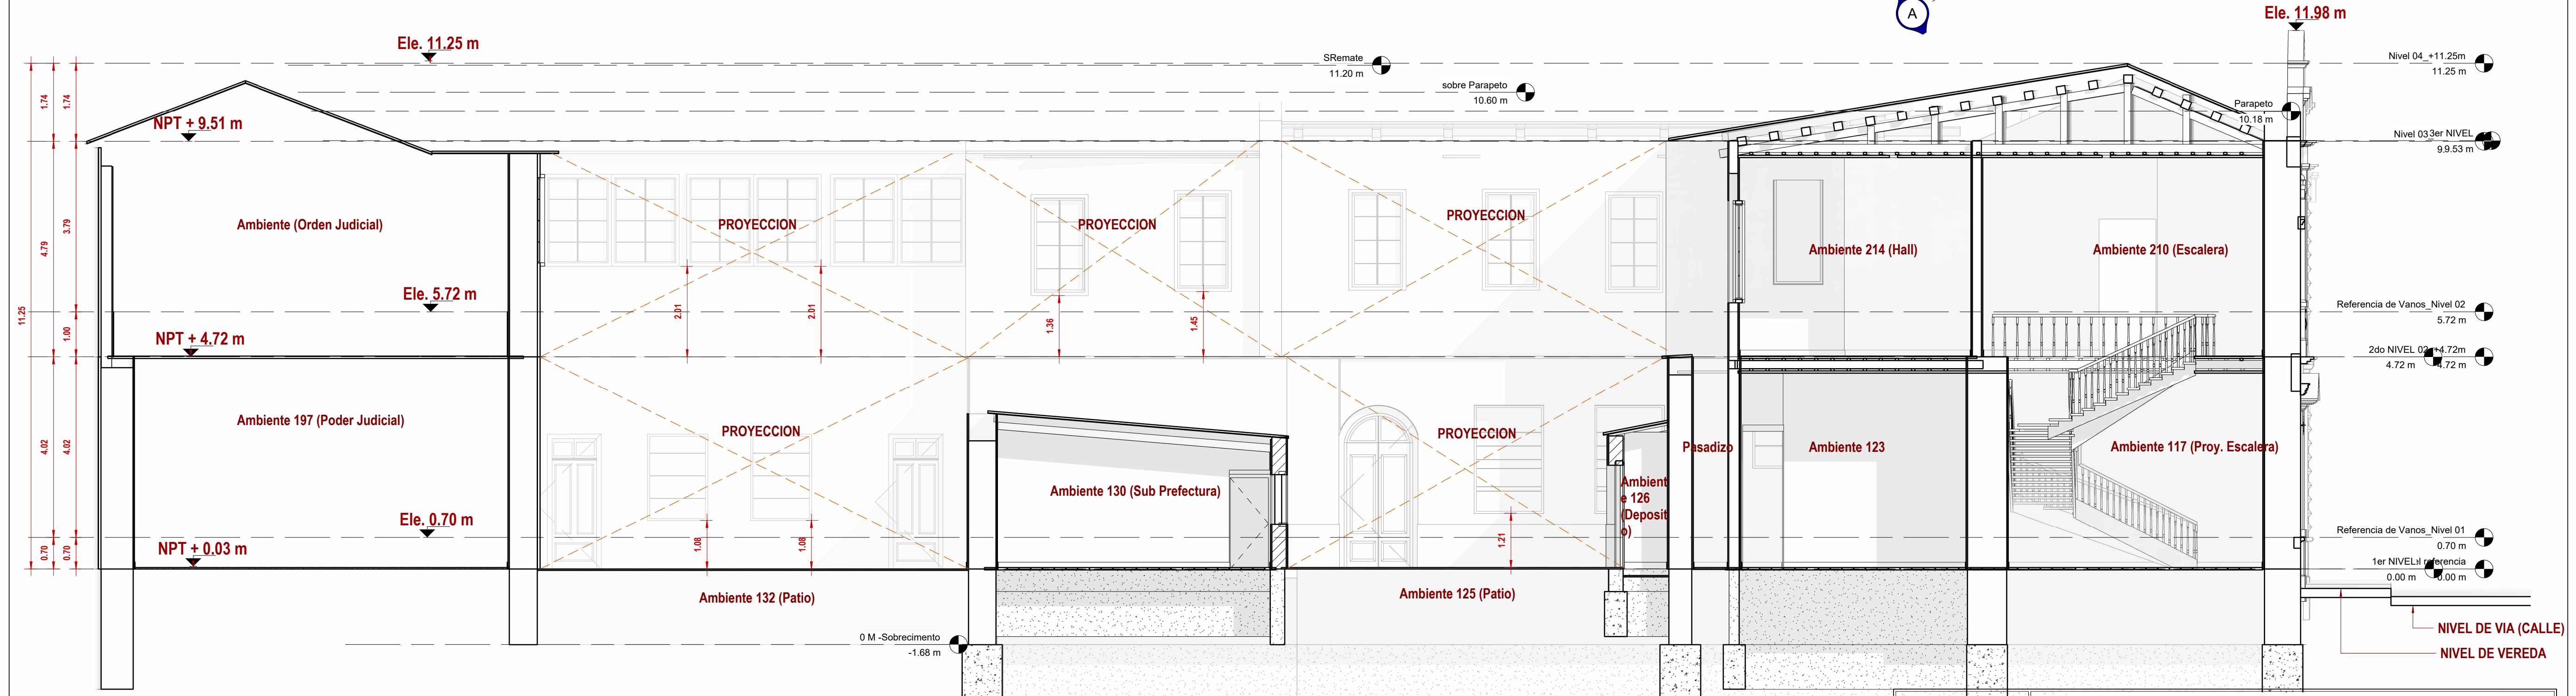 A
Ele. 11.98 m
Ele. 11.25 m
SRemate
11.20 m
Nivel 04_+11.25m
11.25 m
sobre Parapeto
10.60 m
Parapeto
10.18 m
NPT + 9.51 m
Nivel 03
3er NIVEL
9.53 m
1.74
1.74
Ambiente (Orden Judicial)
PROYECCION
PROYECCION
PROYECCION
Ambiente 214 (Hall)
Ambiente 210 (Escalera)
4.79
3.79
Ele. 5.72 m
Referencia de Vanos_Nivel 02
5.72 m
11.25
1.00
2.01
2.01
1.36
1.45
NPT + 4.72 m
2do NIVEL 02_+4.72m
4.72 m
4.72 m
Ambiente 197 (Poder Judicial)
PROYECCION
PROYECCION
Pasadizo
Ambiente 123
Ambiente 117 (Proy. Escalera)
4.02
4.02
Ambiente 130 (Sub Prefectura)
Ambient
e 126
(Deposit
o)
Ele. 0.70 m
Referencia de Vanos_Nivel 01
0.70 m
0.70
0.70
1.08
1.08
1.21
NPT + 0.03 m
1er NIVEL
referencia
0.00 m
0.00 m
Ambiente 132 (Patio)
Ambiente 125 (Patio)
0 M -Sobrecimento
-1.68 m
NIVEL DE VIA (CALLE)
NIVEL DE VEREDA